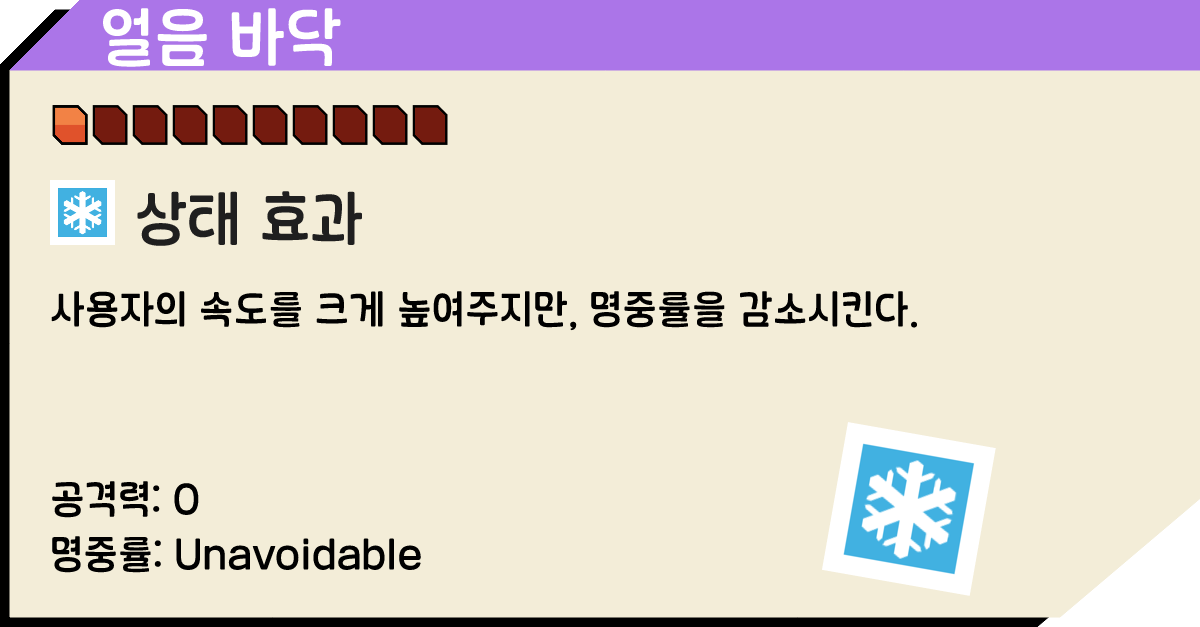 얼음 바닥
상태 효과
사용자의 속도를 크게 높여주지만, 명중률을 감소시킨다.
공격력: 0
명중률: Unavoidable